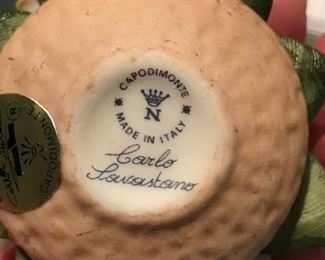 CAPODIMONTE
N
MADE IN ITALY
Carlo
Savastano
®
CAPODIMONTE